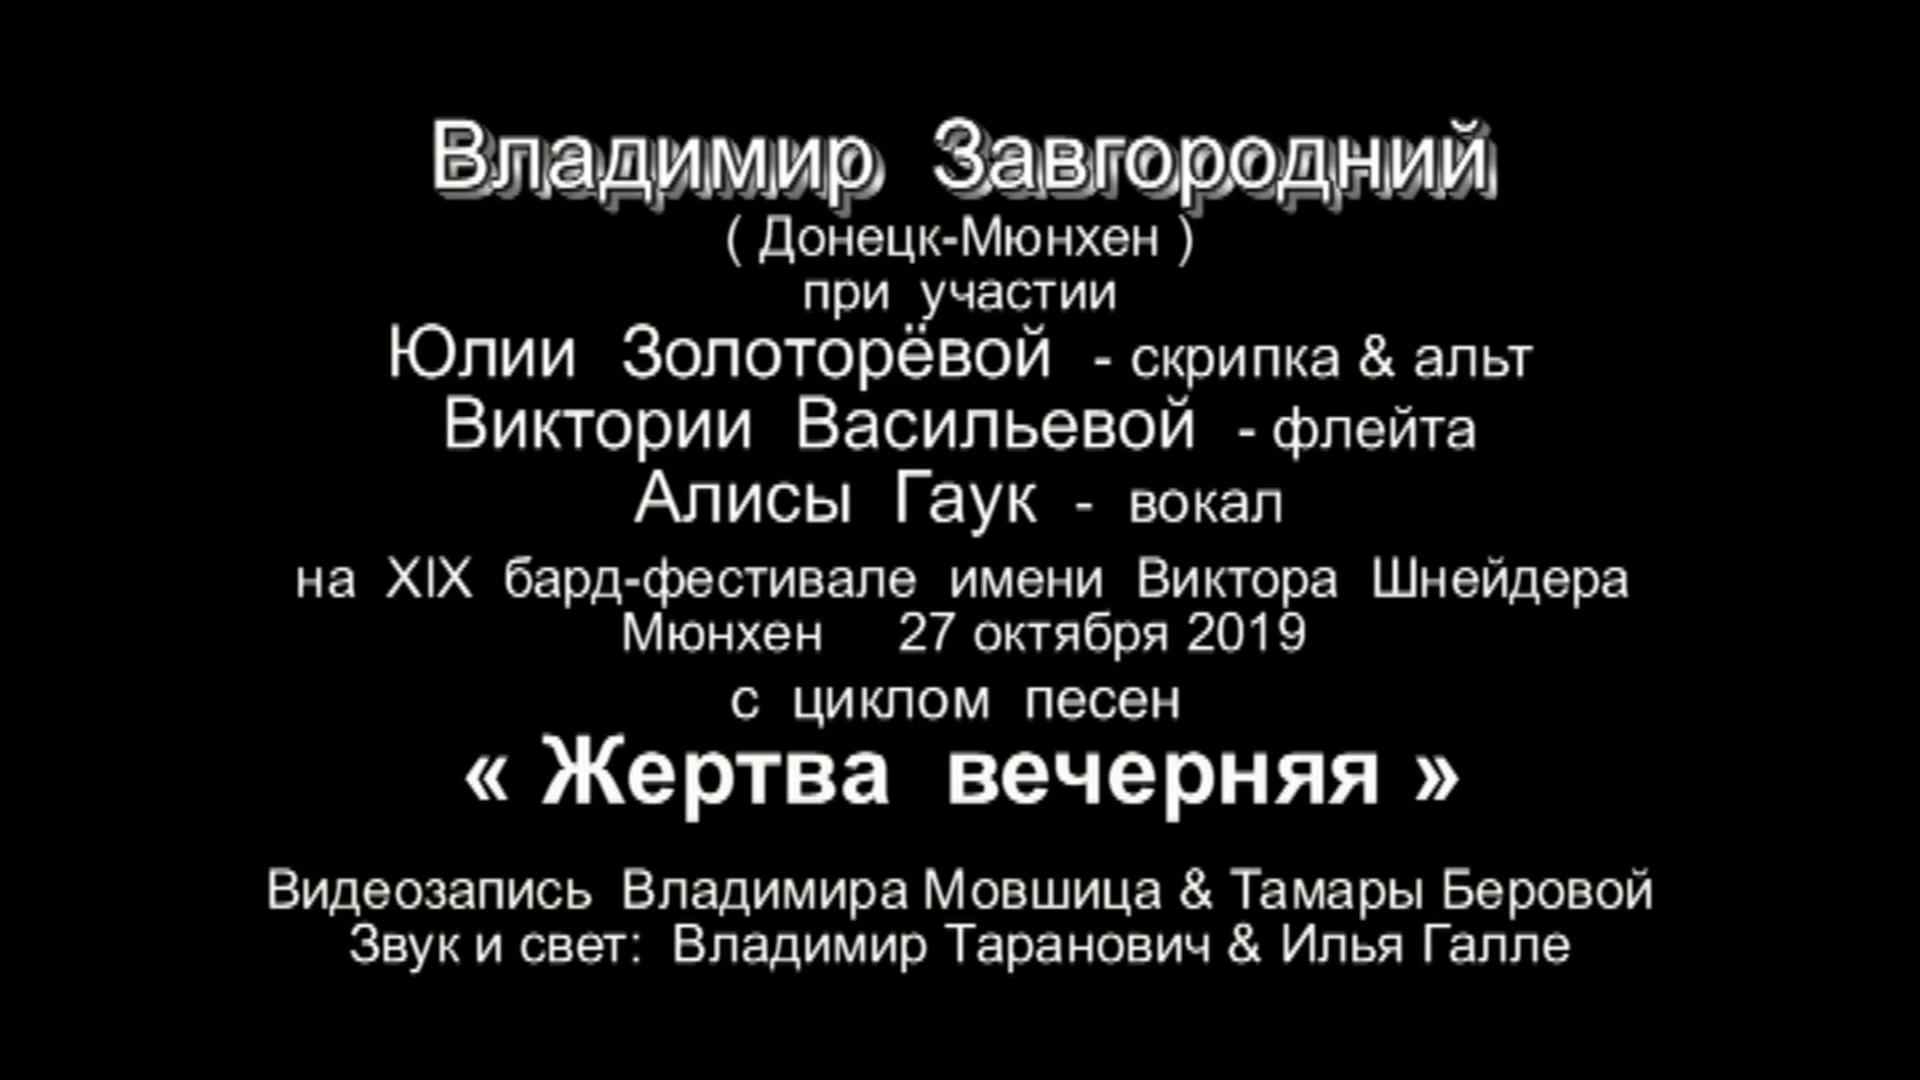 Владимир Завгородний
( Донецк-Мюнхен )
при участии
Юлии Золоторёвой - скрипка & альт
Виктории Васильевой - флейта
Алисы Гаук - вокал
на XIX бард-фестивале имени Виктора Шнейдера
Мюнхен 27 октября 2019
с циклом песен
« Жертва вечерняя »
Видеозапись Владимира Мовшица & Тамары Беровой
Звук и свет: Владимир Таранович & Илья Галле